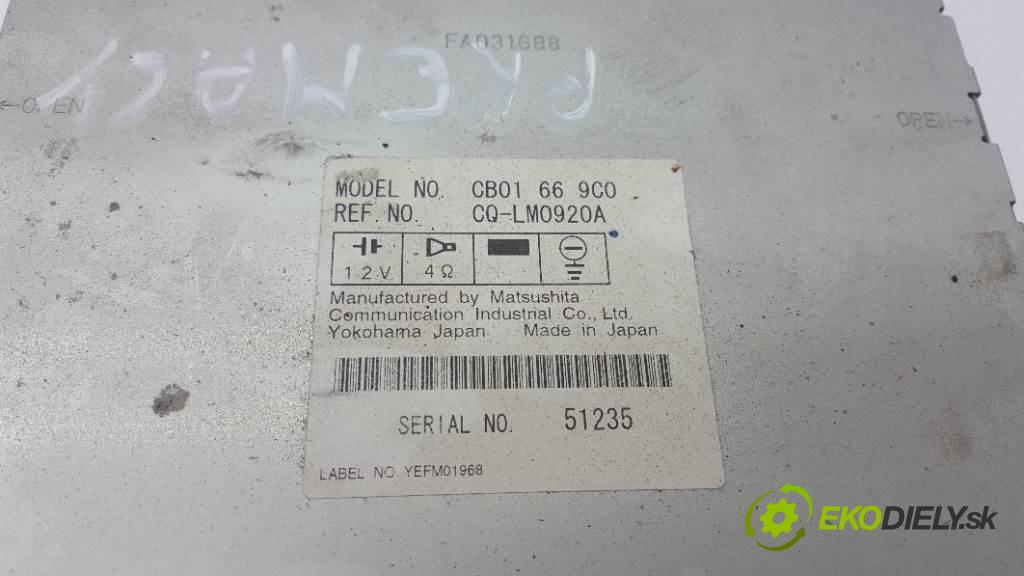 FA031688
← OPEN
PREMACY
OPEN →
MODEL NO. CB01 66 9C0
REF. NO. CQ-LM0920A
12V 4Ω
Manufactured by Matsushita
Communication Industrial Co., Ltd.
Yokohama Japan Made in Japan
SERIAL NO. 51235
LABEL NO YEFM01968
EKODIELY.sk